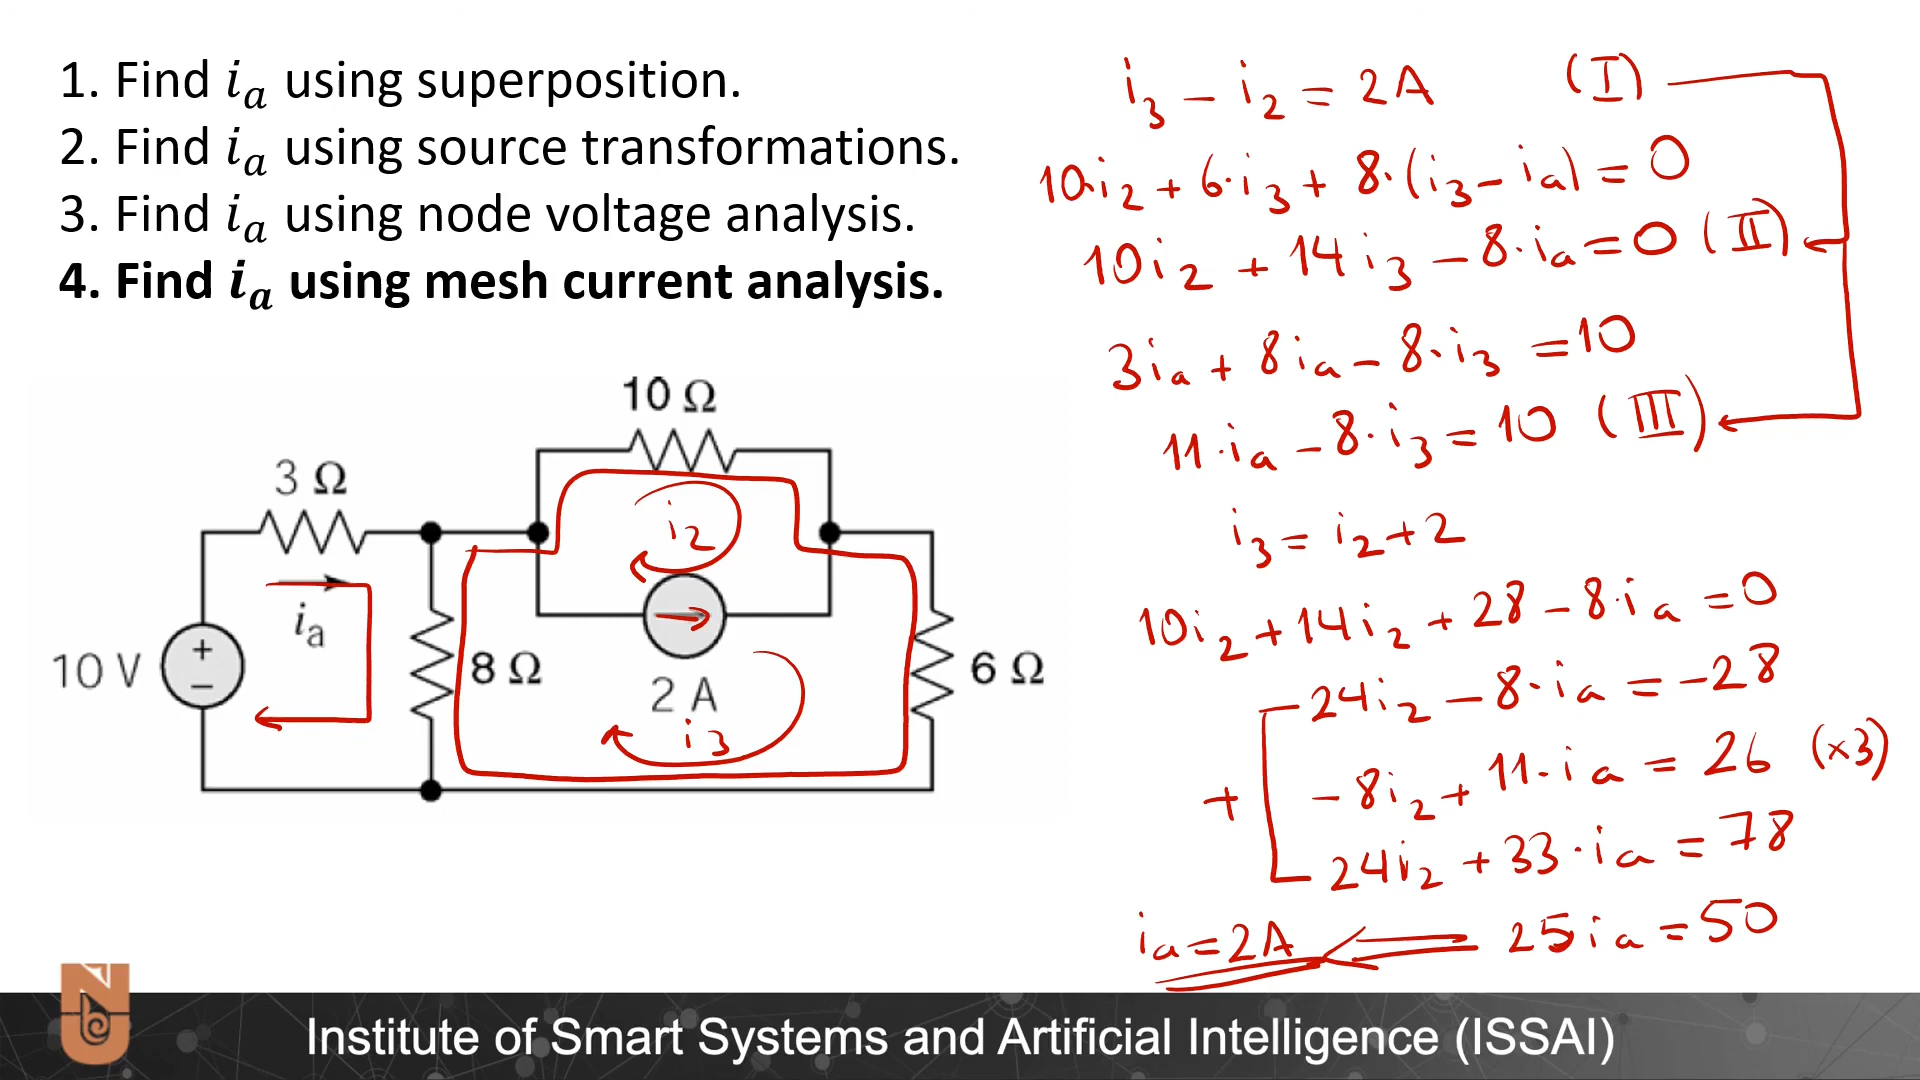 1. Find iₐ using superposition.
2. Find iₐ using source transformations.
3. Find iₐ using node voltage analysis.
4. Find iₐ using mesh current analysis.
10 Ω
3 Ω
i₂
iₐ
10 V
+
−
8 Ω
2 A
6 Ω
i₃
i₃ − i₂ = 2A (I)
10·i₂ + 6·i₃ + 8·(i₃ − iₐ) = 0
10i₂ + 14i₃ − 8·iₐ = 0 (II)
3iₐ + 8iₐ − 8·i₃ = 10
11·iₐ − 8·i₃ = 10 (III)
i₃ = i₂ + 2
10i₂ + 14i₂ + 28 − 8·iₐ = 0
24i₂ − 8·iₐ = −28
+ − 8i₂ + 11·iₐ = 26 (×3)
24i₂ + 33·iₐ = 78
iₐ = 2A ⟸ 25iₐ = 50
Institute of Smart Systems and Artificial Intelligence (ISSAI)